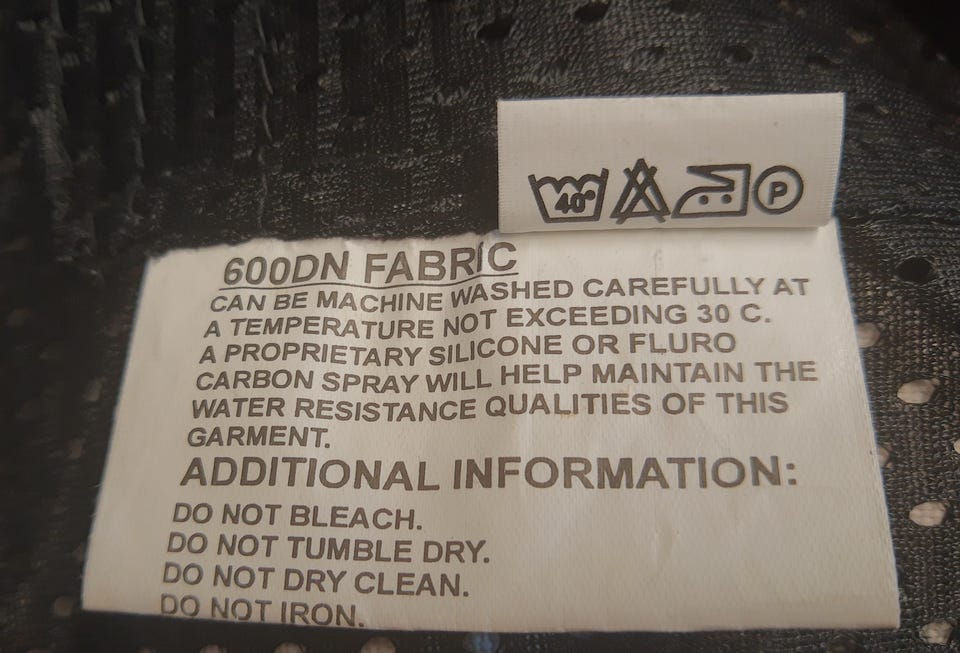 40°
P
600DN FABRIC
CAN BE MACHINE WASHED CAREFULLY AT
A TEMPERATURE NOT EXCEEDING 30 C.
A PROPRIETARY SILICONE OR FLURO
CARBON SPRAY WILL HELP MAINTAIN THE
WATER RESISTANCE QUALITIES OF THIS
GARMENT.
ADDITIONAL INFORMATION:
DO NOT BLEACH.
DO NOT TUMBLE DRY.
DO NOT DRY CLEAN.
DO NOT IRON.